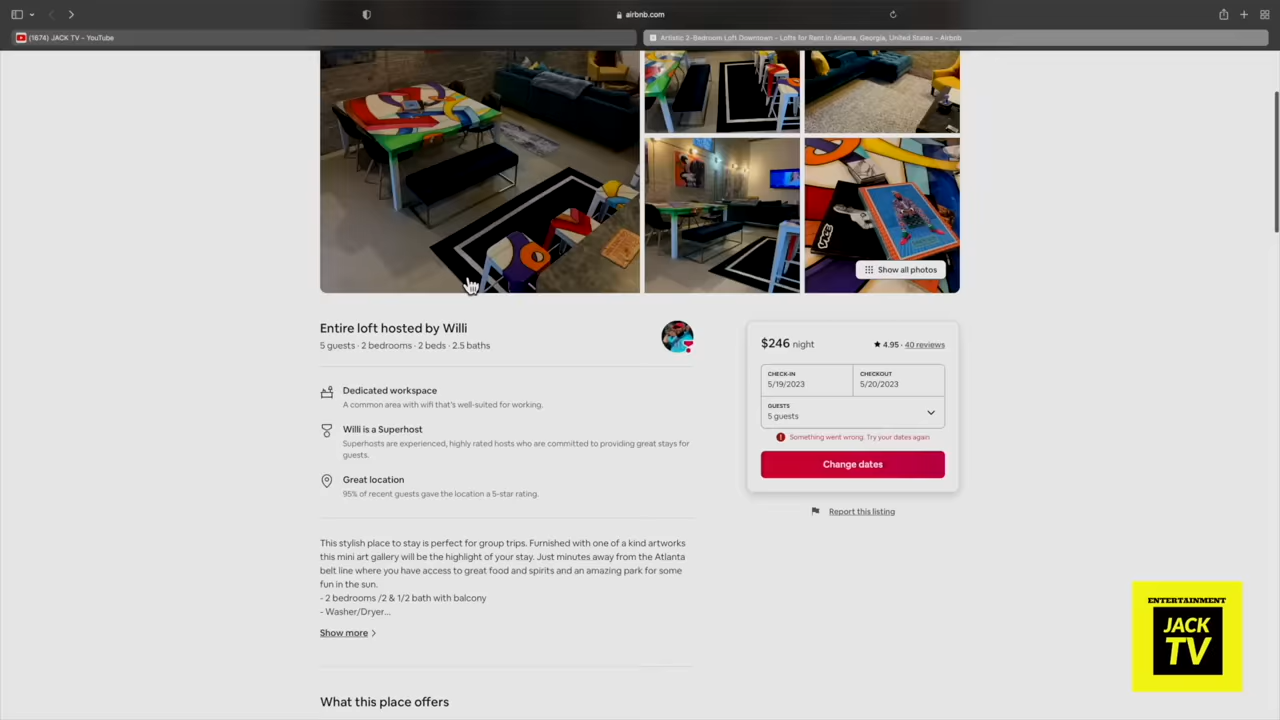 airbnb.com
(1674) JACK TV - YouTube
Artistic 2-Bedroom Loft Downtown - Lofts for Rent in Atlanta, Georgia, United States - Airbnb
VICE
Show all photos
Entire loft hosted by Willi
5 guests · 2 bedrooms · 2 beds · 2.5 baths
Dedicated workspace
A common area with wifi that's well-suited for working.
Willi is a Superhost
Superhosts are experienced, highly rated hosts who are committed to providing great stays for
guests.
Great location
95% of recent guests gave the location a 5-star rating.
This stylish place to stay is perfect for group trips. Furnished with one of a kind artworks
this mini art gallery will be the highlight of your stay. Just minutes away from the Atlanta
belt line where you have access to great food and spirits and an amazing park for some
fun in the sun.
- 2 bedrooms /2 & 1/2 bath with balcony
- Washer/Dryer...
Show more
What this place offers
$246 night
4.95 · 40 reviews
CHECK-IN
5/19/2023
CHECKOUT
5/20/2023
GUESTS
5 guests
Something went wrong. Try your dates again
Change dates
Report this listing
ENTERTAINMENT
JACK
TV